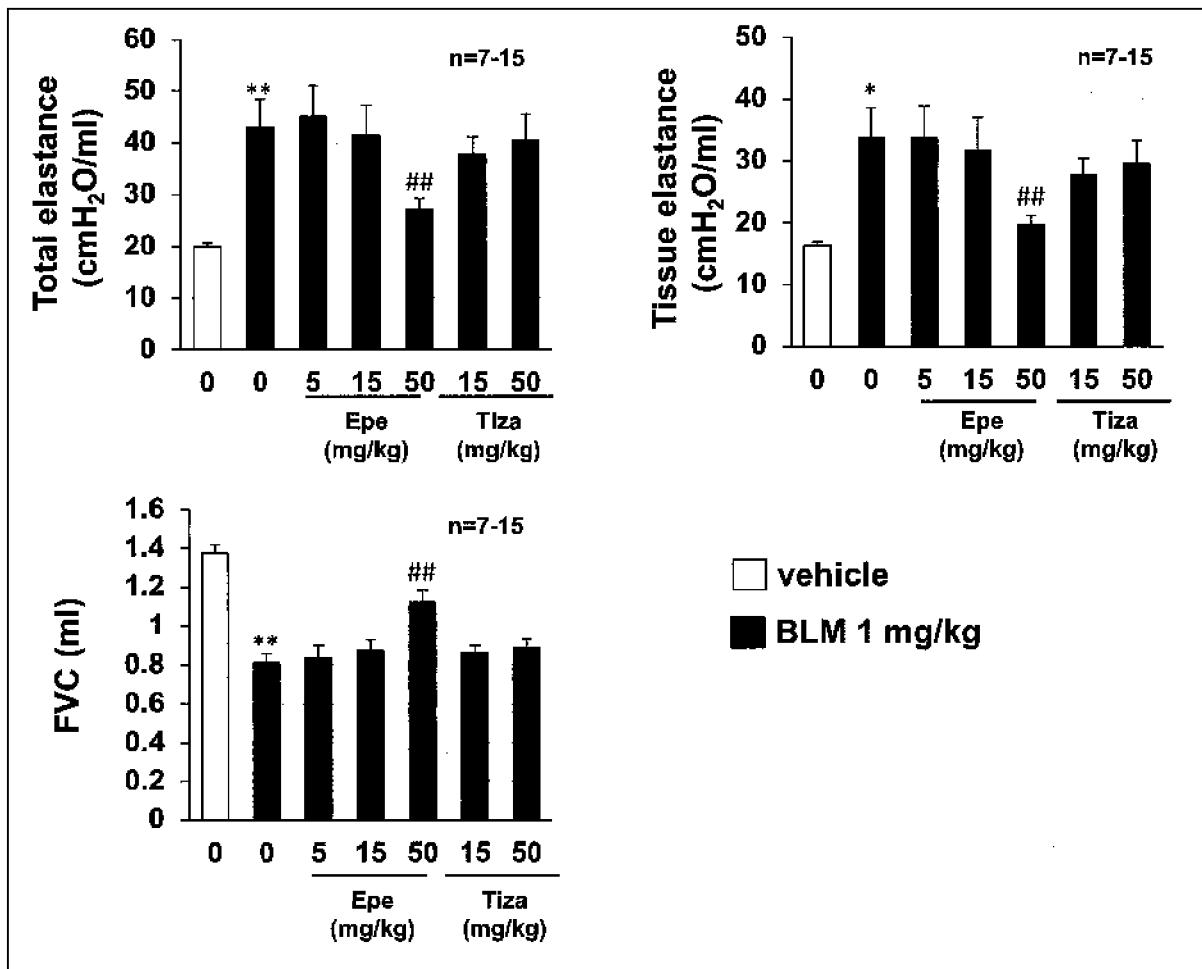 Total elastance
(cmH₂O/ml)
60
50
40
30
20
10
0
n=7-15
**
##
0 0 5 15 50 15 50
Epe
(mg/kg)
TIza
(mg/kg)
Tissue elastance
(cmH₂O/ml)
50
40
30
20
10
0
n=7-15
*
##
0 0 5 15 50 15 50
Epe
(mg/kg)
Tiza
(mg/kg)
FVC (ml)
1.6
1.4
1.2
1
0.8
0.6
0.4
0.2
0
n=7-15
**
##
0 0 5 15 50 15 50
Epe
(mg/kg)
Tiza
(mg/kg)
vehicle
BLM 1 mg/kg